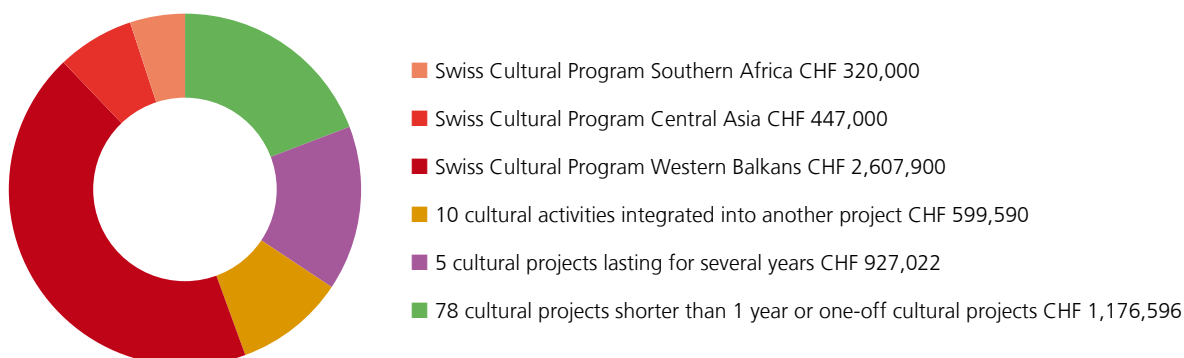 Swiss Cultural Program Southern Africa CHF 320,000
Swiss Cultural Program Central Asia CHF 447,000
Swiss Cultural Program Western Balkans CHF 2,607,900
10 cultural activities integrated into another project CHF 599,590
5 cultural projects lasting for several years CHF 927,022
78 cultural projects shorter than 1 year or one-off cultural projects CHF 1,176,596